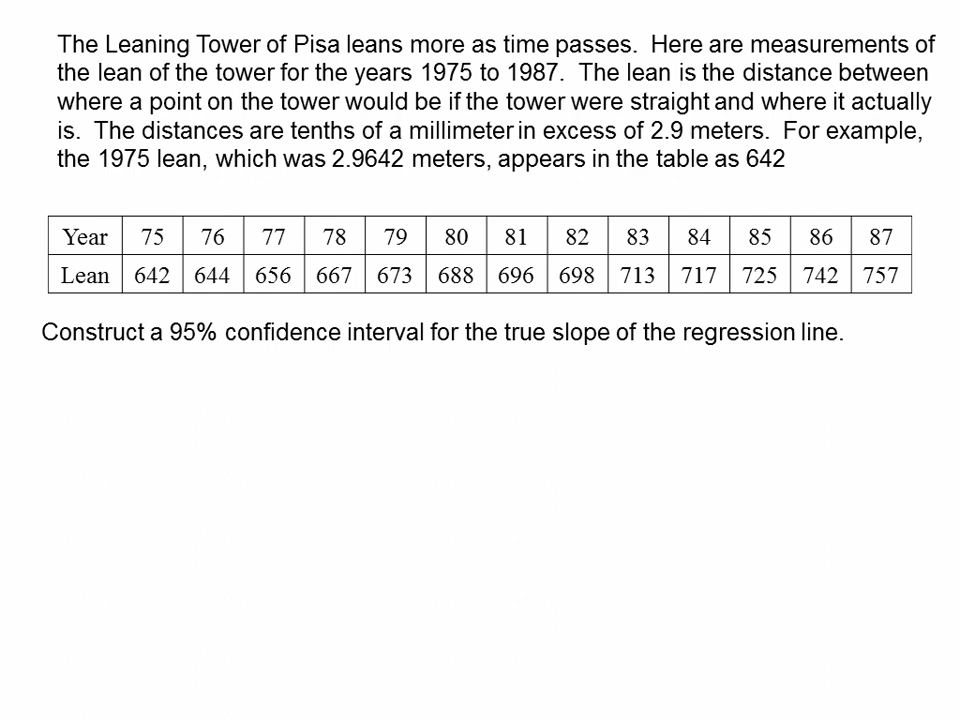 The Leaning Tower of Pisa leans more as time passes. Here are measurements of
the lean of the tower for the years 1975 to 1987. The lean is the distance between
where a point on the tower would be if the tower were straight and where it actually
is. The distances are tenths of a millimeter in excess of 2.9 meters. For example,
the 1975 lean, which was 2.9642 meters, appears in the table as 642
Year 75 76 77 78 79 80 81 82 83 84 85 86 87
Lean 642 644 656 667 673 688 696 698 713 717 725 742 757
Construct a 95% confidence interval for the true slope of the regression line.